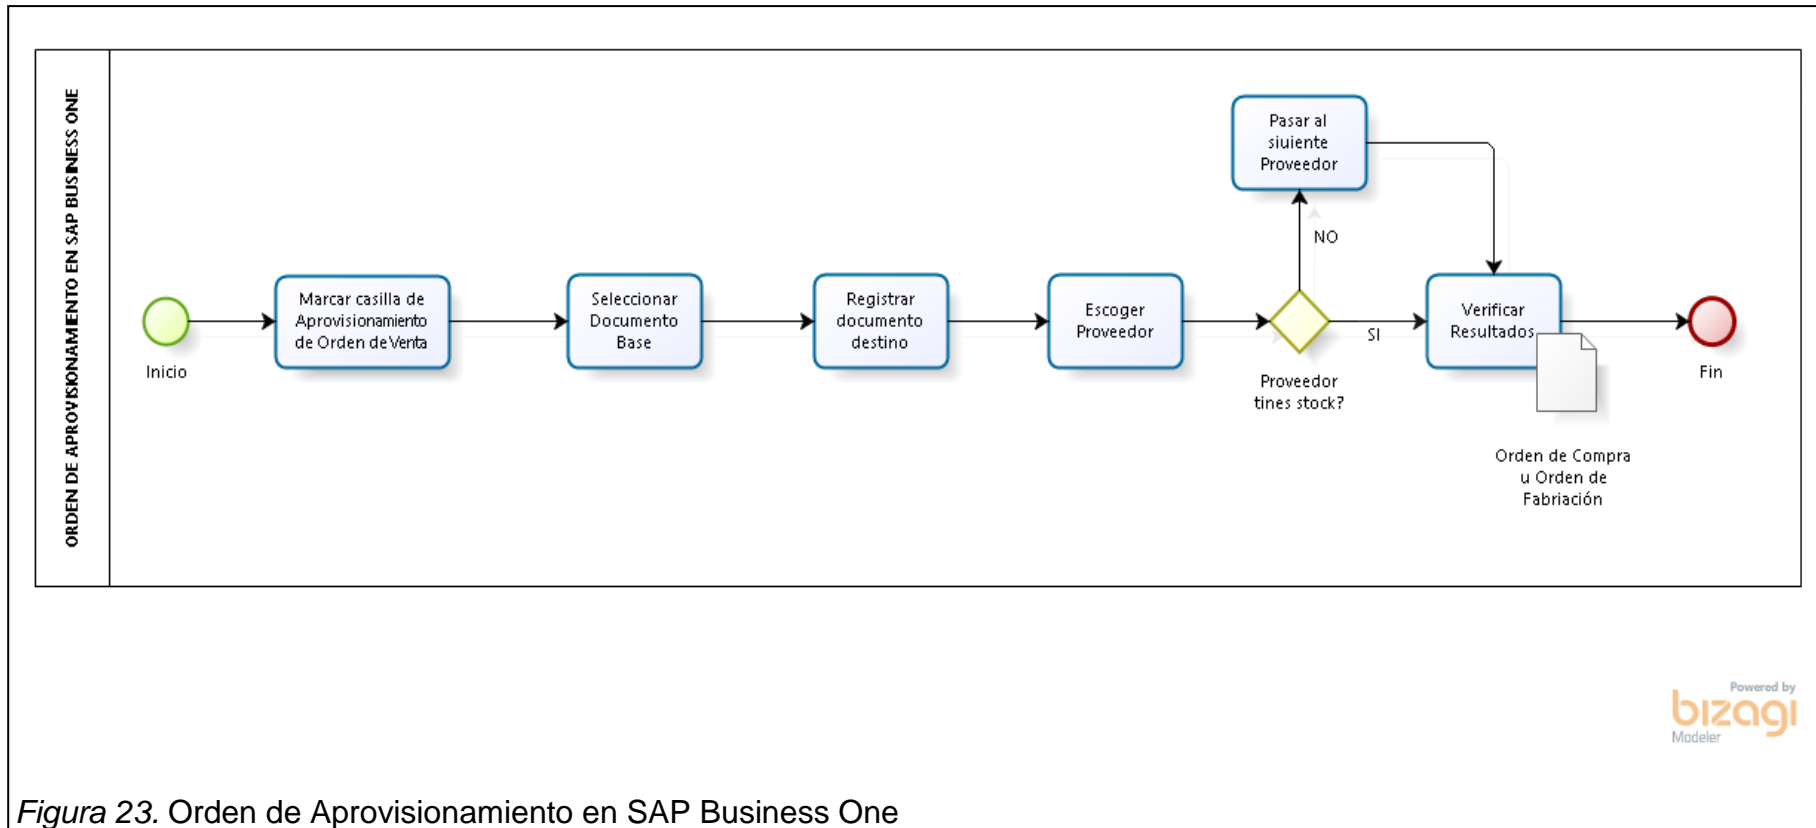 ORDEN DE APROVISIONAMIENTO EN SAP BUSINESS ONE
Inicio
Marcar casilla de
Aprovisionamiento
de Orden de Venta
Seleccionar
Documento
Base
Registrar
documento
destino
Escoger
Proveedor
Proveedor
tines stock?
NO
Pasar al
siuiente
Proveedor
SI
Verificar
Resultados
Orden de Compra
u Orden de
Fabriación
Fin
Powered by
bizagi
Modeler
Figura 23. Orden de Aprovisionamiento en SAP Business One